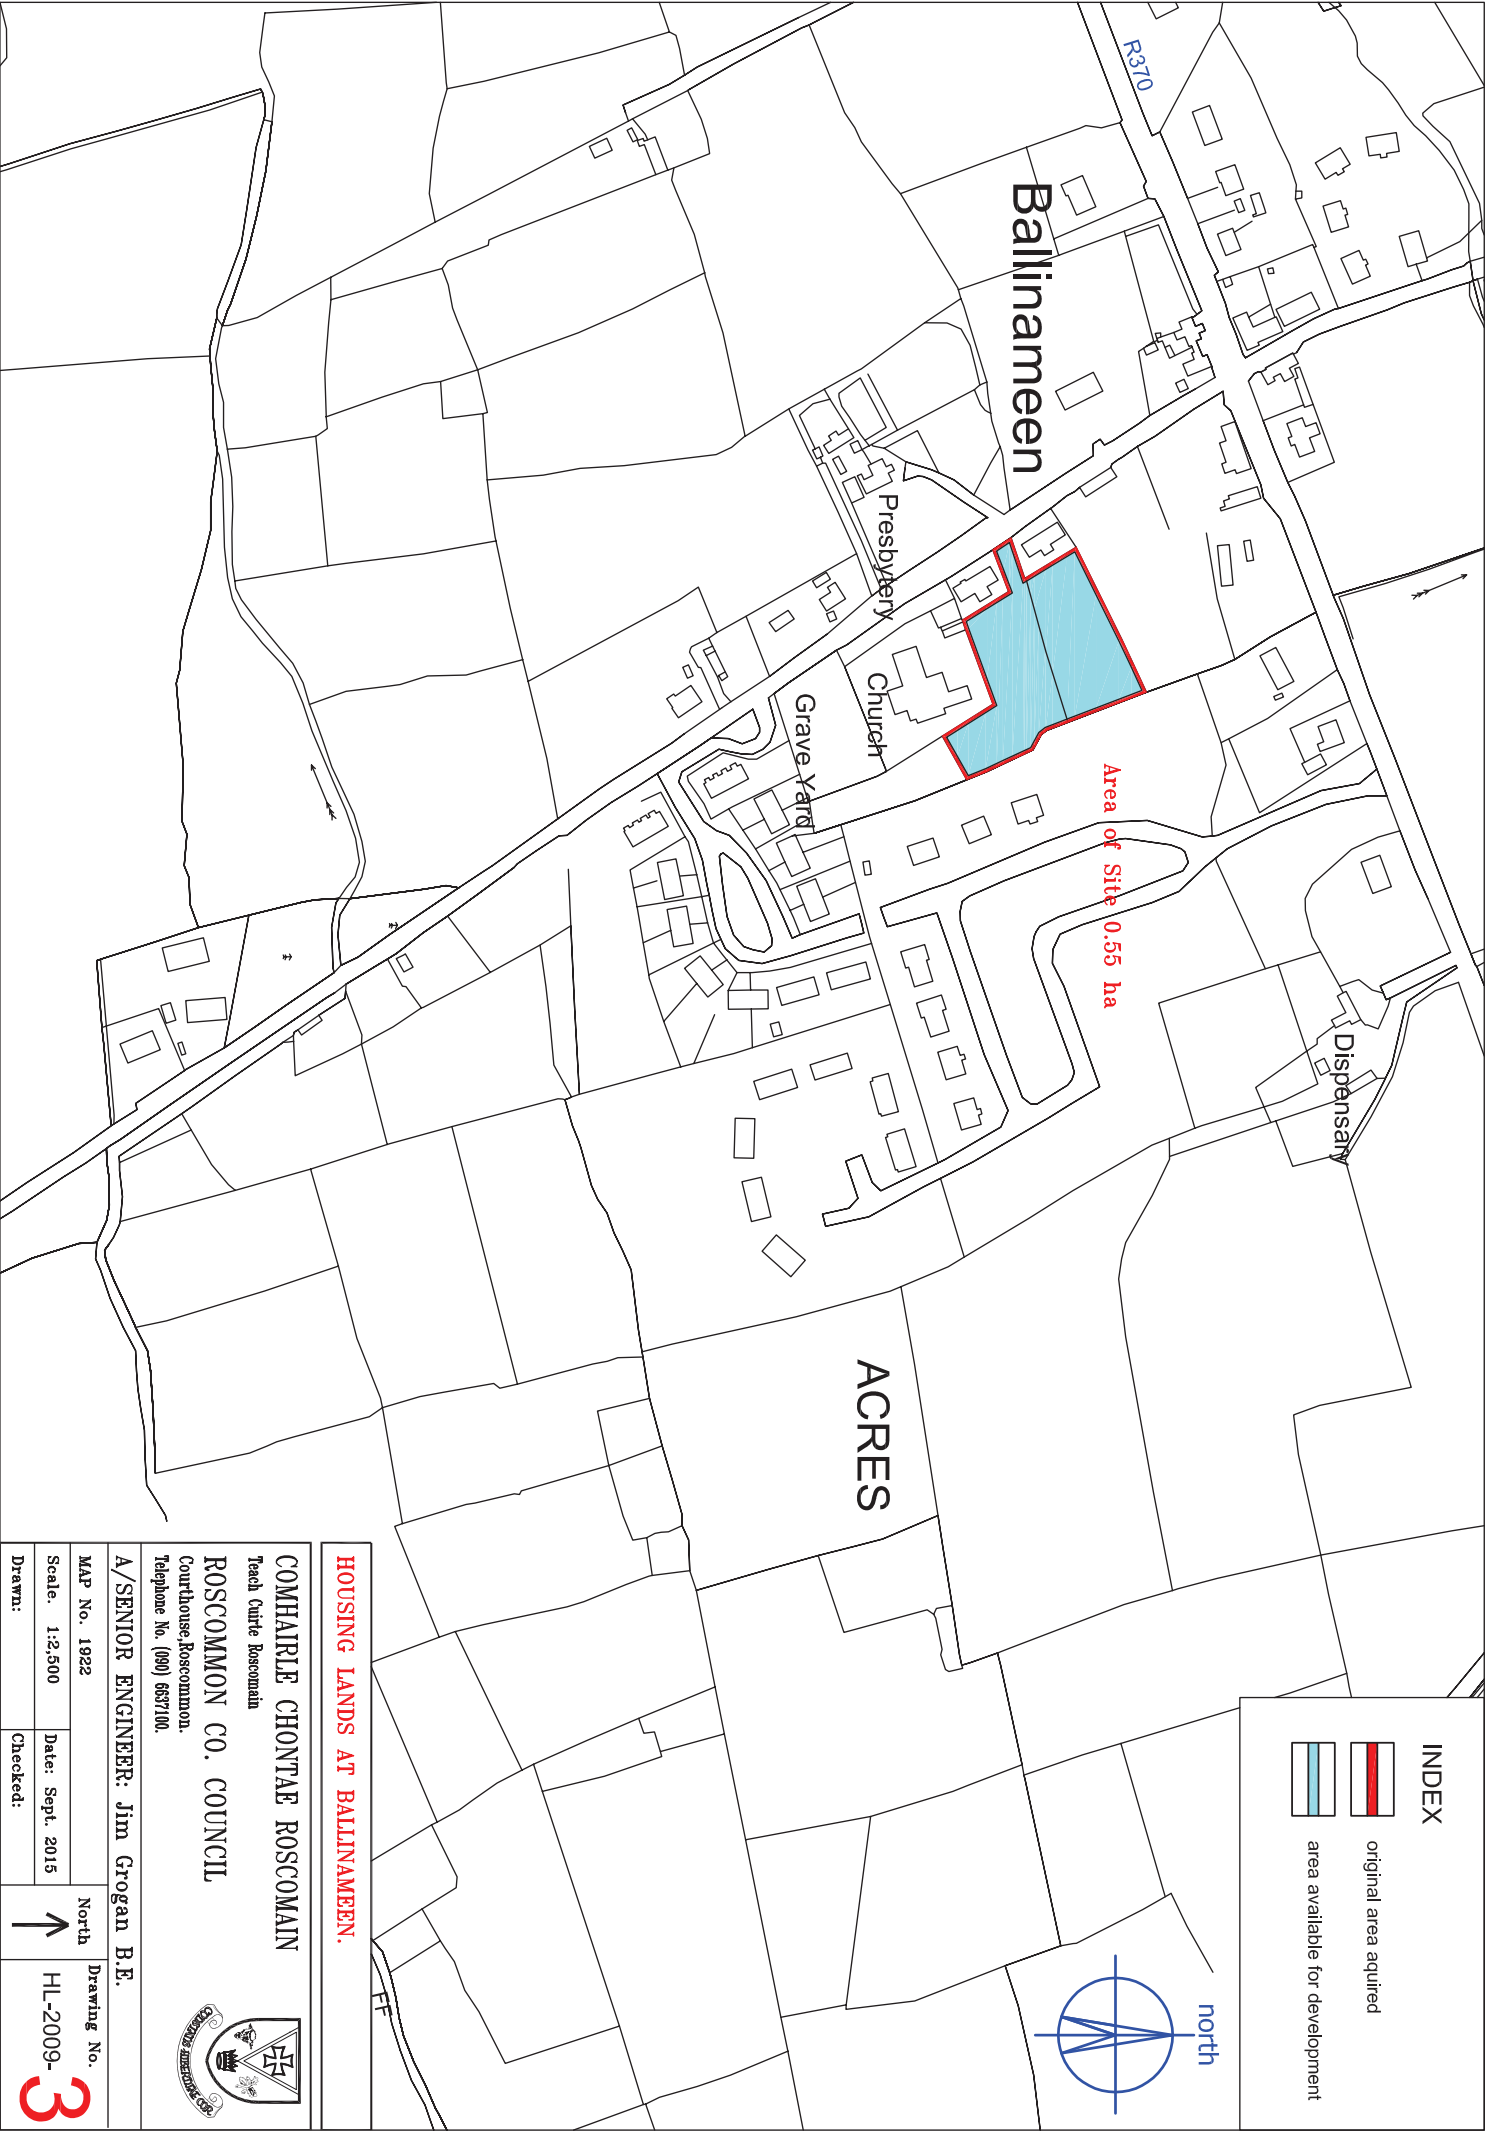 R370
Ballinameen
Presbytery
Church
Grave Yard
Area of Site 0.55 ha
ACRES
FF
INDEX
original area aquired
area available for development
north
HOUSING LANDS AT BALLINAMEEN.
COMHAIRLE CHONTAE ROSCOMAIN
Teach Cuirte Roscomain
ROSCOMMON CO. COUNCIL
Courthouse,Roscommon.
Telephone No. (090) 6637100.
A/SENIOR ENGINEER: Jim Grogan B.E.
MAP No. 1922
Scale. 1:2,500
Date: Sept. 2015
Drawn:
Checked:
North
Drawing No.
HL-2009-3